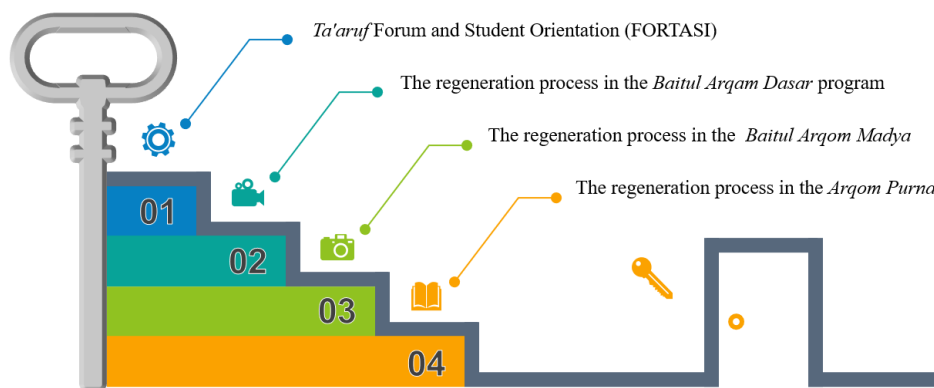 Ta'aruf Forum and Student Orientation (FORTASI)
The regeneration process in the Baitul Arqam Dasar program
The regeneration process in the Baitul Arqom Madya
The regeneration process in the Arqom Purna
01
02
03
04